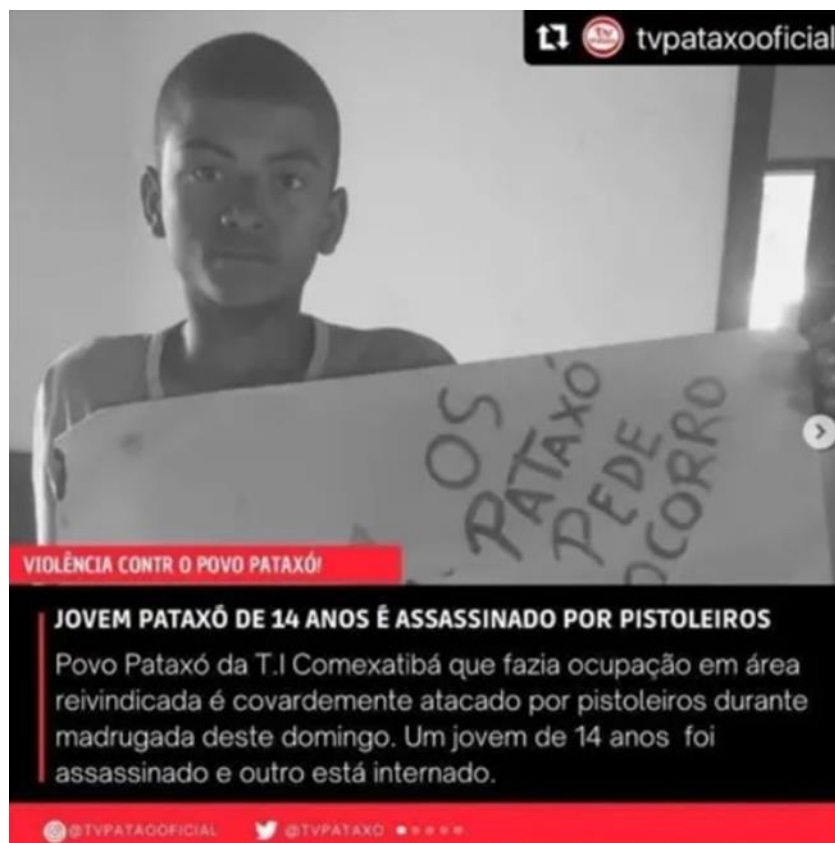 tvpataxooficial
OS
PATAXÓ
PEDE
OCORRO
VIOLÊNCIA CONTR O POVO PATAXÓ!
JOVEM PATAXÓ DE 14 ANOS É ASSASSINADO POR PISTOLEIROS
Povo Pataxó da T.I Comexatibá que fazia ocupação em área
reivindicada é covardemente atacado por pistoleiros durante
madrugada deste domingo. Um jovem de 14 anos foi
assassinado e outro está internado.
@TVPATAOOFICIAL @TVPATAXO